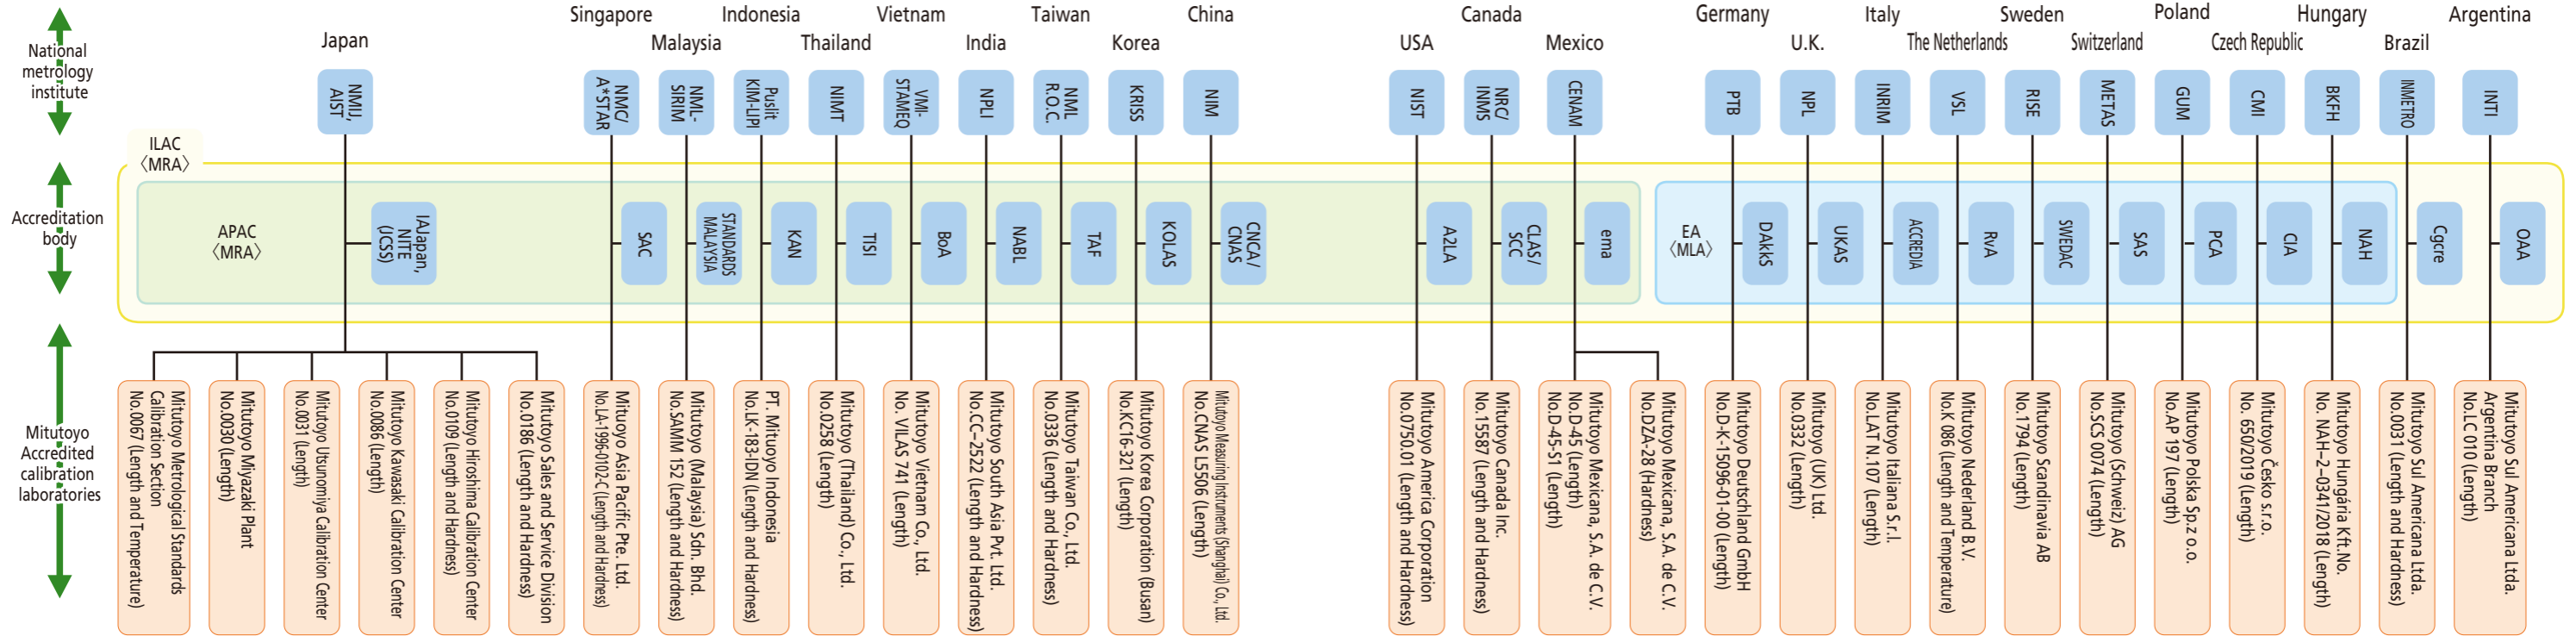 National
metrology
institute
Accreditation
body
Mitutoyo
Accredited
calibration
laboratories
Japan
Singapore
Malaysia
Indonesia
Thailand
Vietnam
India
Taiwan
Korea
China
USA
Canada
Mexico
Germany
U.K.
Italy
The Netherlands
Sweden
Switzerland
Poland
Czech Republic
Hungary
Brazil
Argentina
NMIJ,
AIST
NMC/
A*STAR
NML-
SIRIM
Puslit
KIM-LIPI
NIMT
VMI-
STAMEQ
NPLI
NML
R.O.C.
KRISS
NIM
NIST
NRC/
INMS
CENAM
PTB
NPL
INRIM
VSL
RISE
METAS
GUM
CMI
BKFH
INMETRO
INTI
ILAC
〈MRA〉
APAC
〈MRA〉
IAJapan,
NITE
(JCSS)
SAC
STANDARDS
MALAYSIA
KAN
TISI
BoA
NABL
TAF
KOLAS
CNCA/
CNAS
A2LA
CLAS/
SCC
ema
EA
〈MLA〉
DAkkS
UKAS
ACCREDIA
RvA
SWEDAC
SAS
PCA
CIA
NAH
Cgcre
OAA
Mitutoyo Metrological Standards
Calibration Section
No.0067 (Length and Temperature)
Mitutoyo Miyazaki Plant
No.0030 (Length)
Mitutoyo Utsunomiya Calibration Center
No.0031 (Length)
Mitutoyo Kawasaki Calibration Center
No.0086 (Length)
Mitutoyo Hiroshima Calibration Center
No.0109 (Length and Hardness)
Mitutoyo Sales and Service Division
No.0186 (Length and Hardness)
Mitutoyo Asia Pacific Pte. Ltd.
No.LA-1996-0102-C (Length and Hardness)
Mitutoyo (Malaysia) Sdn. Bhd.
No.SAMM 152 (Length and Hardness)
PT. Mitutoyo Indonesia
No.LK-183-IDN (Length and Hardness)
Mitutoyo (Thailand) Co., Ltd.
No.0258 (Length)
Mitutoyo Vietnam Co., Ltd.
No. VILAS 741 (Length)
Mitutoyo South Asia Pvt. Ltd.
No.CC–2522 (Length and Hardness)
Mitutoyo Taiwan Co., Ltd.
No.0336 (Length and Hardness)
Mitutoyo Korea Corporation (Busan)
No.KC16-321 (Length)
Mitutoyo Measuring Instruments (Shanghai) Co., Ltd.
No.CNAS L5506 (Length)
Mitutoyo America Corporation
No.0750.01 (Length and Hardness)
Mitutoyo Canada Inc.
No.15587 (Length and Hardness)
Mitutoyo Mexicana, S.A. de C.V.
No.D-45 (Length)
No.D-45-S1 (Length)
Mitutoyo Mexicana, S.A. de C.V.
No.DZA-28 (Hardness)
Mitutoyo Deutschland GmbH
No.D-K-15096-01-00 (Length)
Mitutoyo (UK) Ltd.
No.0332 (Length)
Mitutoyo Italiana S.r.l.
No.LAT N.107 (Length)
Mitutoyo Nederland B.V.
No.K 086 (Length and Temperature)
Mitutoyo Scandinavia AB
No.1794 (Length)
Mitutoyo (Schweiz) AG
No.SCS 0074 (Length)
Mitutoyo Polska Sp.z o.o.
No.AP 197 (Length)
Mitutoyo Česko s.r.o.
No. 650/2019 (Length)
Mitutoyo Hungária Kft.No.
No. NAH–2–0341/2018 (Length)
Mitutoyo Sul Americana Ltda.
No.0031 (Length and Hardness)
Mitutoyo Sul Americana Ltda.
Argentina Branch
No.LC 010 (Length)